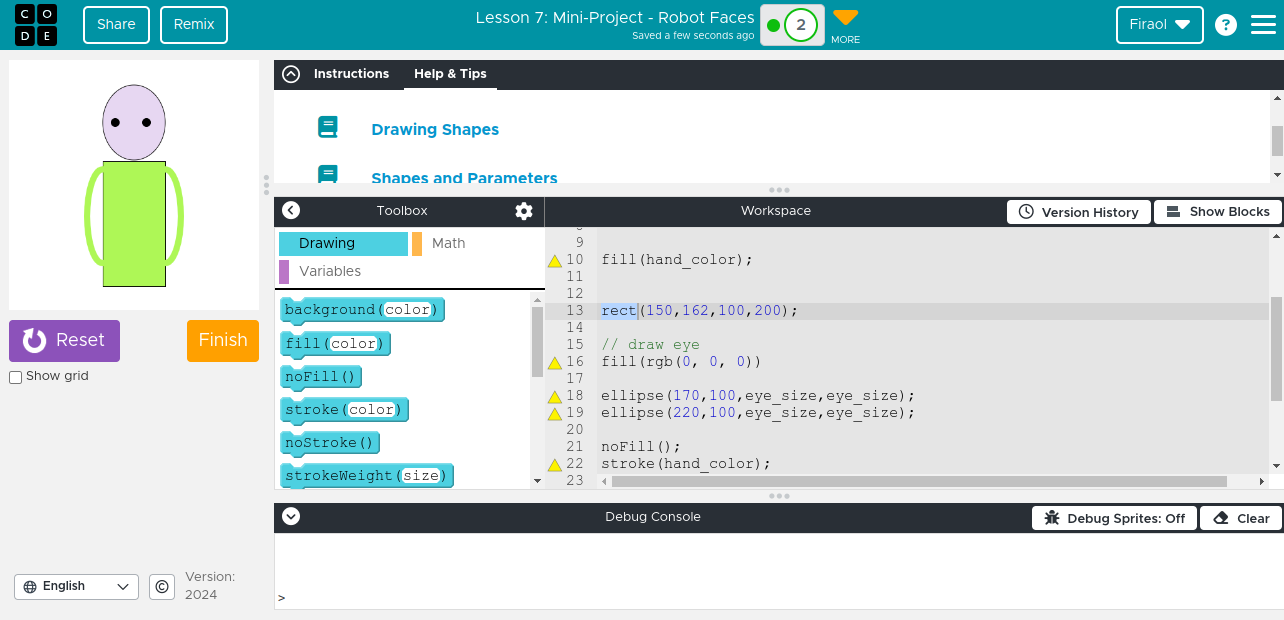 C O
D E
Share
Remix
Lesson 7: Mini-Project - Robot Faces
Saved a few seconds ago
2
MORE
Firaol
?
Instructions
Help & Tips
Drawing Shapes
Shapes and Parameters
Toolbox
Workspace
Version History
Show Blocks
Drawing
Math
Variables
background(color)
fill(color)
noFill()
stroke(color)
noStroke()
strokeWeight(size)
9
10 fill(hand_color);
11
12
13 rect(150,162,100,200);
14
15 // draw eye
16 fill(rgb(0, 0, 0))
17
18 ellipse(170,100,eye_size,eye_size);
19 ellipse(220,100,eye_size,eye_size);
20
21 noFill();
22 stroke(hand_color);
23
Reset
Finish
Show grid
Debug Console
Debug Sprites: Off
Clear
>
English
©
Version:
2024